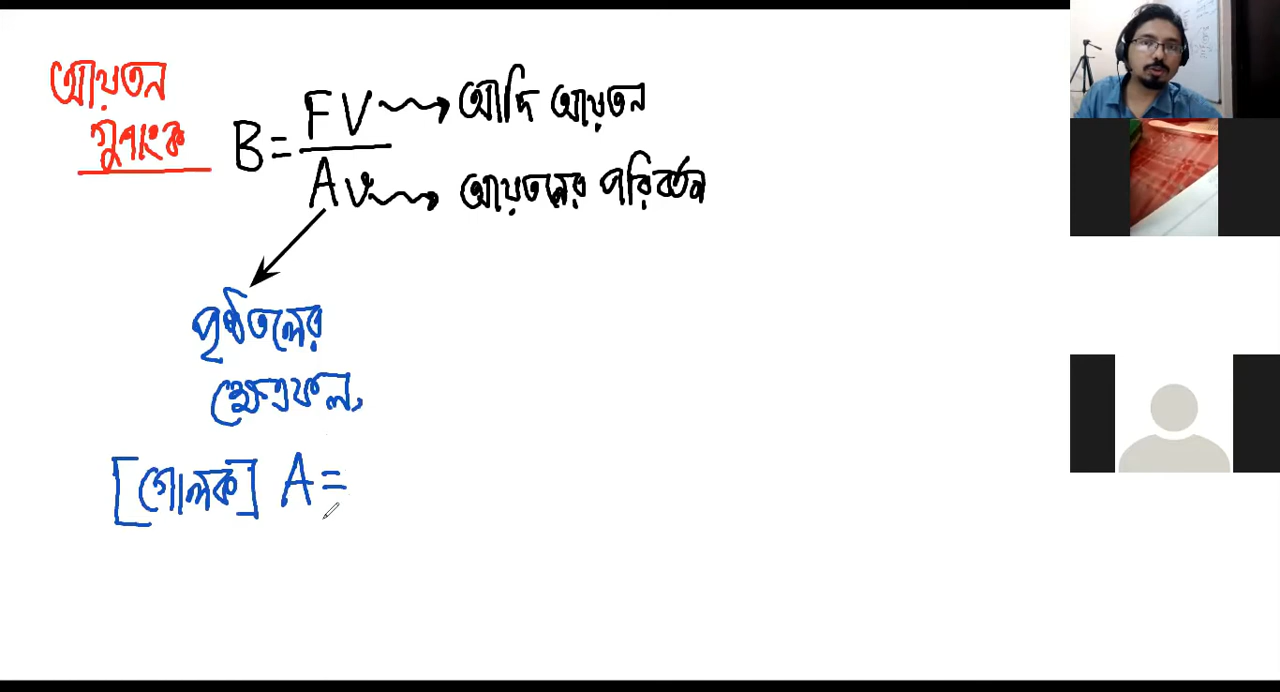 আয়তন
গুণাংক
B = FV / Av
আদি আয়তন
আয়তনের পরিবর্তন
পৃষ্ঠতলের
ক্ষেত্রফল,
[গোলক] A =